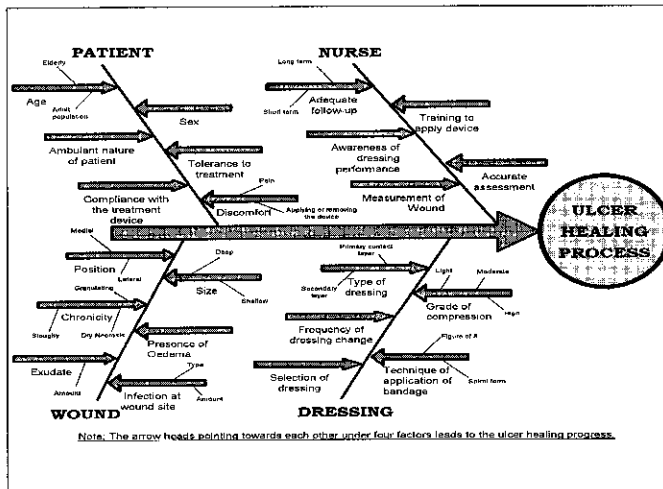 PATIENT
Elderly
Age
Adult
population
Sex
Ambulant nature
of patient
Tolerance to
treatment
Compliance with
the treatment
device
Pain
Discomfort
Applying or removing
the device
NURSE
Long term
Short term
Adequate follow-up
Training to
apply device
Awareness of
dressing
performance
Accurate
assessment
Measurement of
Wound
ULCER
HEALING
PROCESS
Medial
Position
Lateral
Deep
Size
Shallow
Granulating
Chronicity
Sloughy
Dry Necrosis
Presence of
Oedema
Exudate
Amount
Type
Infection at
wound site
Amount
WOUND
Primary contact
layer
Type of
dressing
Secondary
layer
Light
Moderate
Grade of
compression
High
Frequency of
dressing change
Figure of 8
Technique of
application of
bandage
Spiral form
Selection of
dressing
DRESSING
Note: The arrow heads pointing towards each other under four factors leads to the ulcer healing progress.